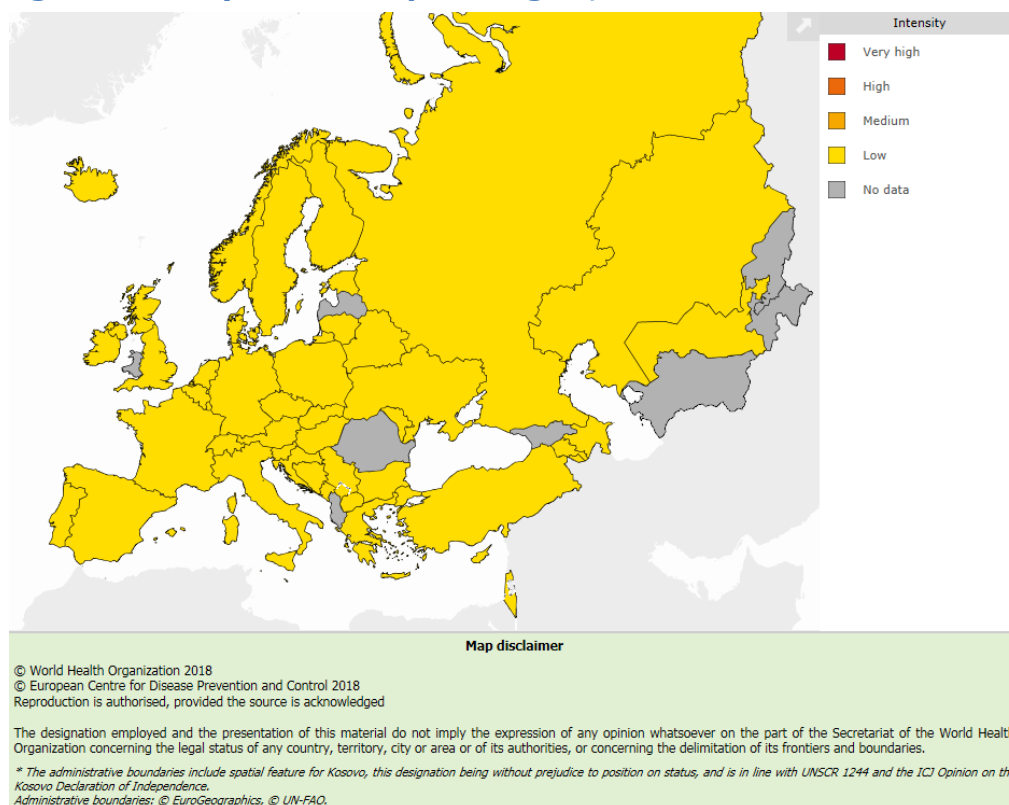 Intensity
Very high
High
Medium
Low
No data
Map disclaimer
© World Health Organization 2018
© European Centre for Disease Prevention and Control 2018
Reproduction is authorised, provided the source is acknowledged
The designation employed and the presentation of this material do not imply the expression of any opinion whatsoever on the part of the Secretariat of the World Health
Organization concerning the legal status of any country, territory, city or area or of its authorities, or concerning the delimitation of its frontiers and boundaries.
* The administrative boundaries include spatial feature for Kosovo, this designation being without prejudice to position on status, and is in line with UNSCR 1244 and the ICJ Opinion on
Kosovo Declaration of Independence.
Administrative boundaries: © EuroGeographics, © UN-FAO.